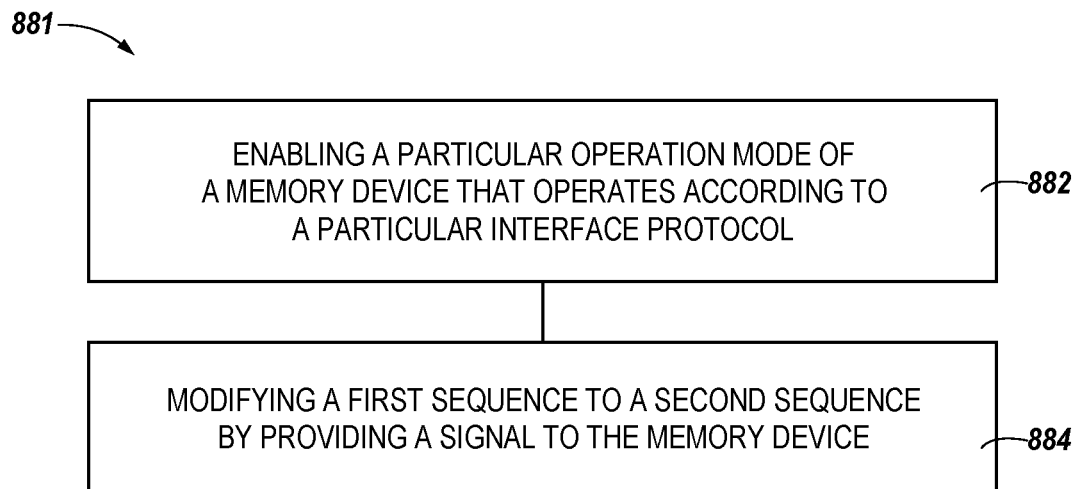 881
ENABLING A PARTICULAR OPERATION MODE OF
A MEMORY DEVICE THAT OPERATES ACCORDING TO
A PARTICULAR INTERFACE PROTOCOL
882
MODIFYING A FIRST SEQUENCE TO A SECOND SEQUENCE
BY PROVIDING A SIGNAL TO THE MEMORY DEVICE
884